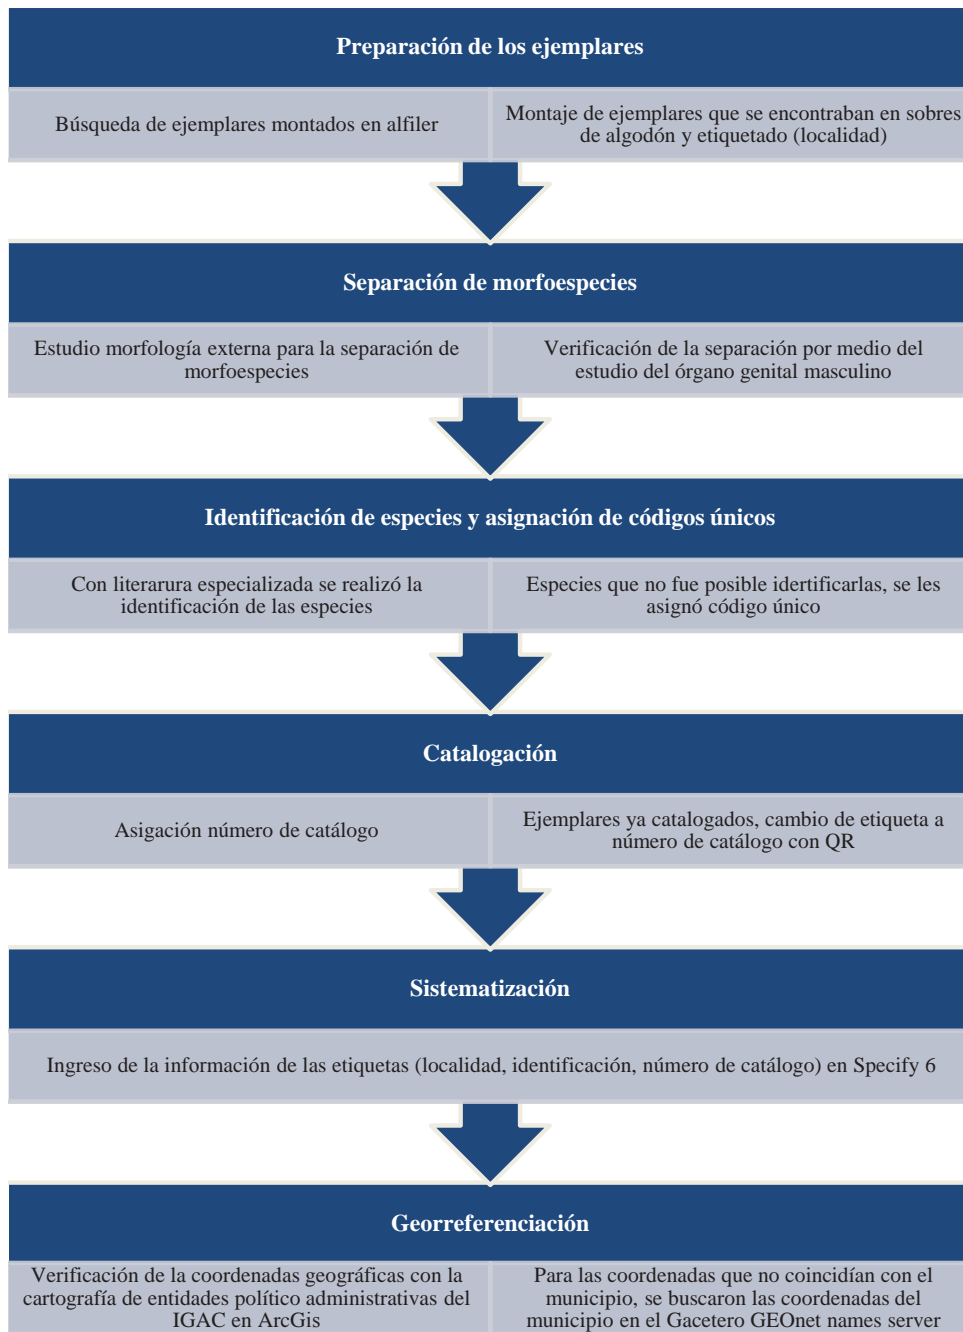 Preparación de los ejemplares
Búsqueda de ejemplares montados en alfiler
Montaje de ejemplares que se encontraban en sobres
de algodón y etiquetado (localidad)
Separación de morfoespecies
Estudio morfología externa para la separación de
morfoespecies
Verificación de la separación por medio del
estudio del órgano genital masculino
Identificación de especies y asignación de códigos únicos
Con literarura especializada se realizó la
identificación de las especies
Especies que no fue posible idertificarlas, se les
asignó código único
Catalogación
Asigación número de catálogo
Ejemplares ya catalogados, cambio de etiqueta a
número de catálogo con QR
Sistematización
Ingreso de la información de las etiquetas (localidad, identificación, número de catálogo) en Specify 6
Georreferenciación
Verificación de la coordenadas geográficas con la
cartografía de entidades político administrativas del
IGAC en ArcGis
Para las coordenadas que no coincidían con el
municipio, se buscaron las coordenadas del
municipio en el Gacetero GEOnet names server